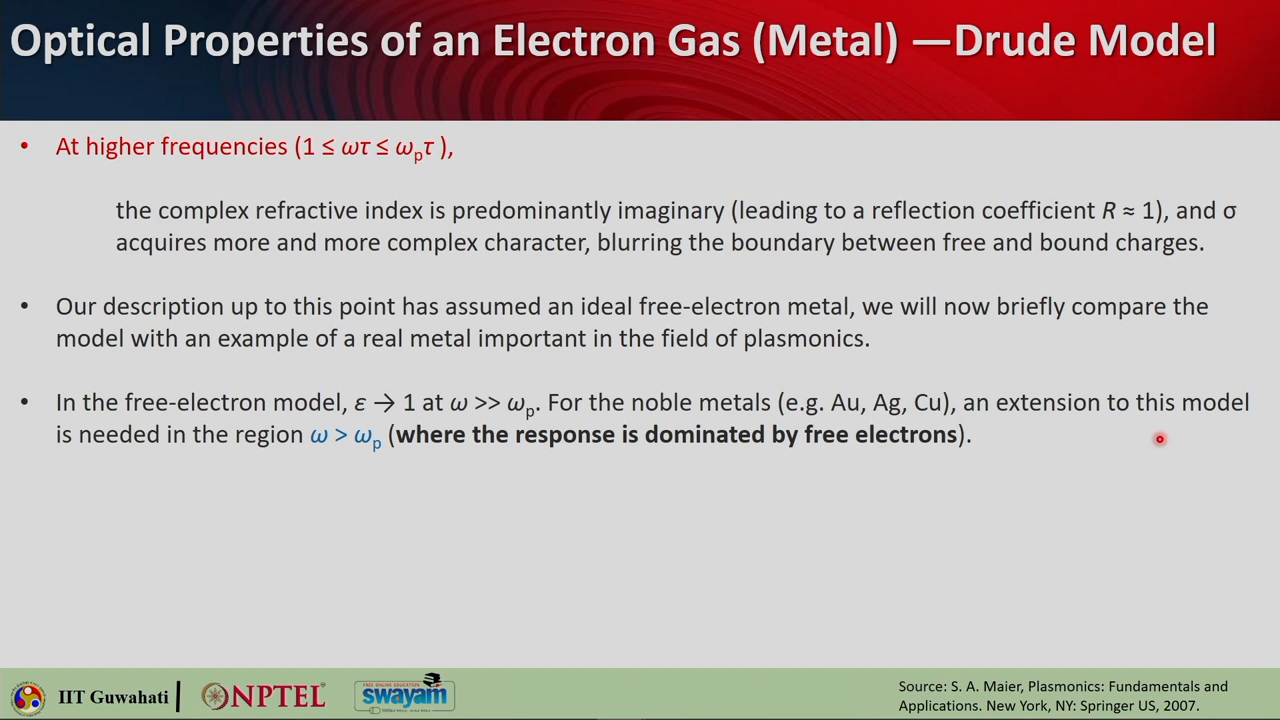 Optical Properties of an Electron Gas (Metal) —Drude Model
• At higher frequencies (1 ≤ ωτ ≤ ωpτ ),
the complex refractive index is predominantly imaginary (leading to a reflection coefficient R ≈ 1), and σ
acquires more and more complex character, blurring the boundary between free and bound charges.
• Our description up to this point has assumed an ideal free-electron metal, we will now briefly compare the
model with an example of a real metal important in the field of plasmonics.
• In the free-electron model, ε → 1 at ω >> ωp. For the noble metals (e.g. Au, Ag, Cu), an extension to this model
is needed in the region ω > ωp (where the response is dominated by free electrons).
IIT Guwahati
NPTEL
FREE ONLINE EDUCATION
swayam
Source: S. A. Maier, Plasmonics: Fundamentals and
Applications. New York, NY: Springer US, 2007.